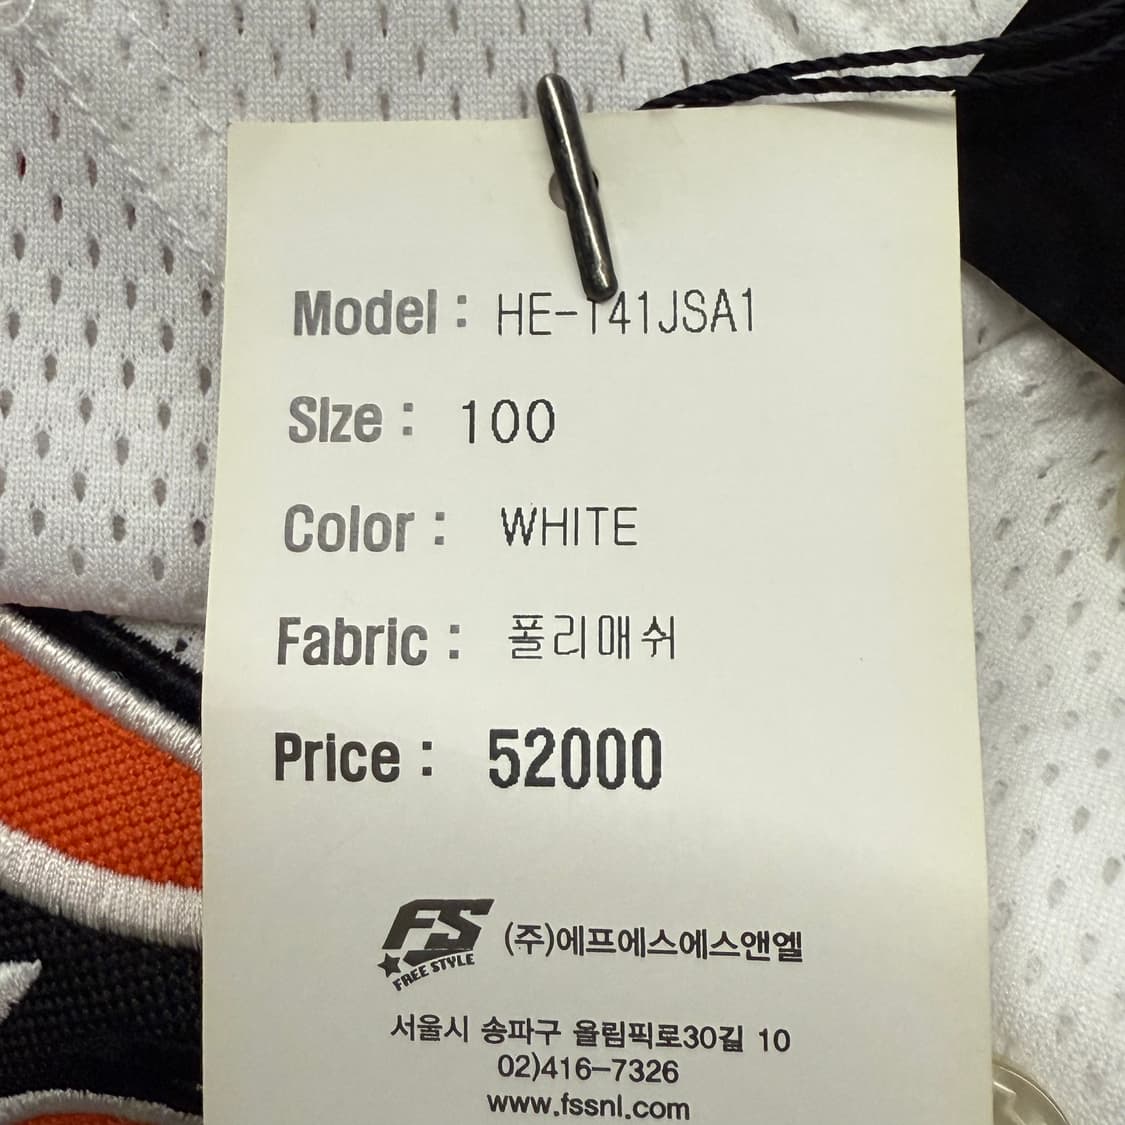 Model : HE-141JSA1
Size : 100
Color : WHITE
Fabric :폴리매쉬
Price : 52000
FS FREE STYLE (주)에프에스에스앤엘
서울시 송파구 올림픽로30길 10
02)416-7326
www.fssnl.com